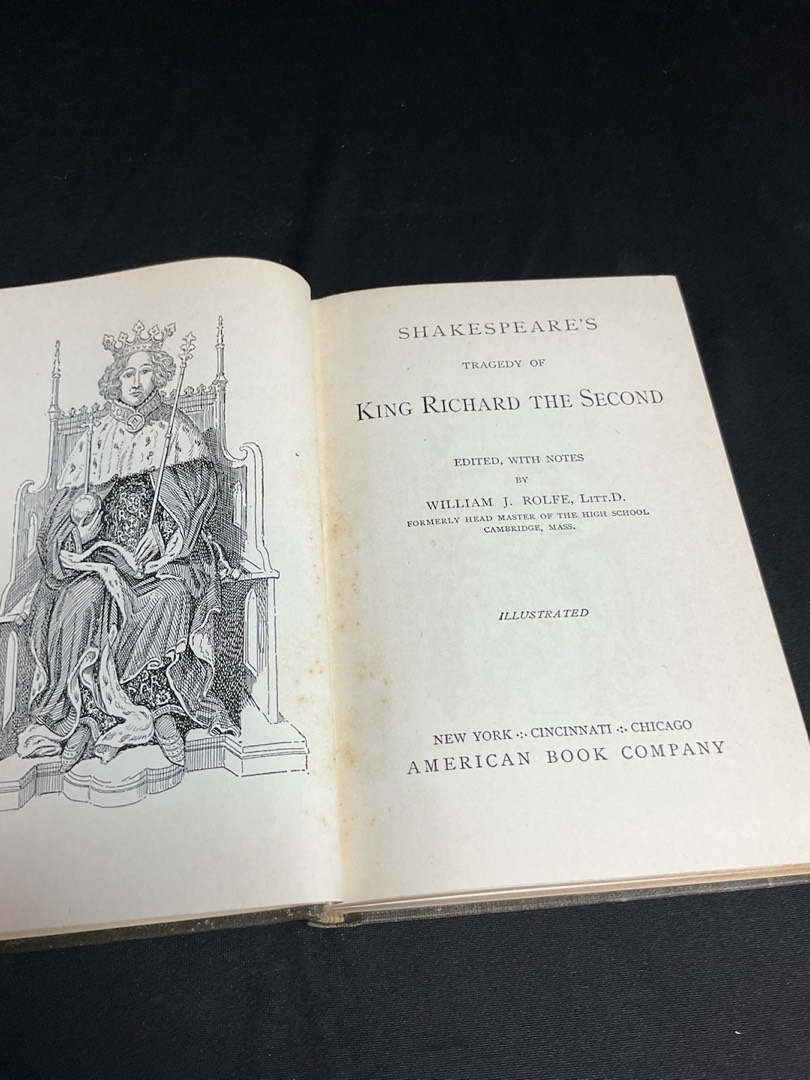 SHAKESPEARE'S
TRAGEDY OF
KING RICHARD THE SECOND
EDITED, WITH NOTES
BY
WILLIAM J. ROLFE, LITT.D.
FORMERLY HEAD MASTER OF THE HIGH SCHOOL
CAMBRIDGE, MASS.
ILLUSTRATED
NEW YORK ·:· CINCINNATI ·:· CHICAGO
AMERICAN BOOK COMPANY